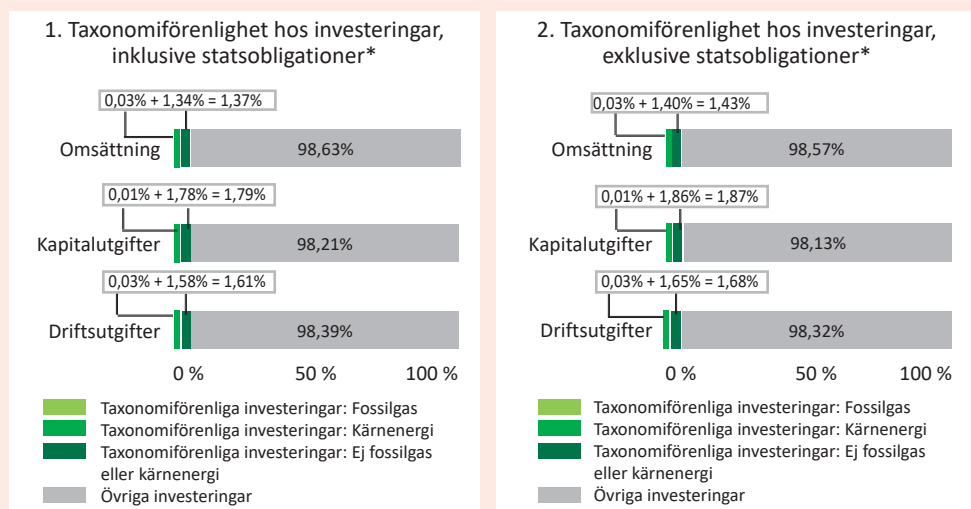 1. Taxonomiförenlighet hos investeringar,
inklusive statsobligationer*
0,03% + 1,34% = 1,37%
Omsättning
98,63%
0,01% + 1,78% = 1,79%
Kapitalutgifter
98,21%
0,03% + 1,58% = 1,61%
Driftsutgifter
98,39%
0 % 50 % 100 %
Taxonomiförenliga investeringar: Fossilgas
Taxonomiförenliga investeringar: Kärnenergi
Taxonomiförenliga investeringar: Ej fossilgas
eller kärnenergi
Övriga investeringar
2. Taxonomiförenlighet hos investeringar,
exklusive statsobligationer*
0,03% + 1,40% = 1,43%
Omsättning
98,57%
0,01% + 1,86% = 1,87%
Kapitalutgifter
98,13%
0,03% + 1,65% = 1,68%
Driftsutgifter
98,32%
0 % 50 % 100 %
Taxonomiförenliga investeringar: Fossilgas
Taxonomiförenliga investeringar: Kärnenergi
Taxonomiförenliga investeringar: Ej fossilgas
eller kärnenergi
Övriga investeringar